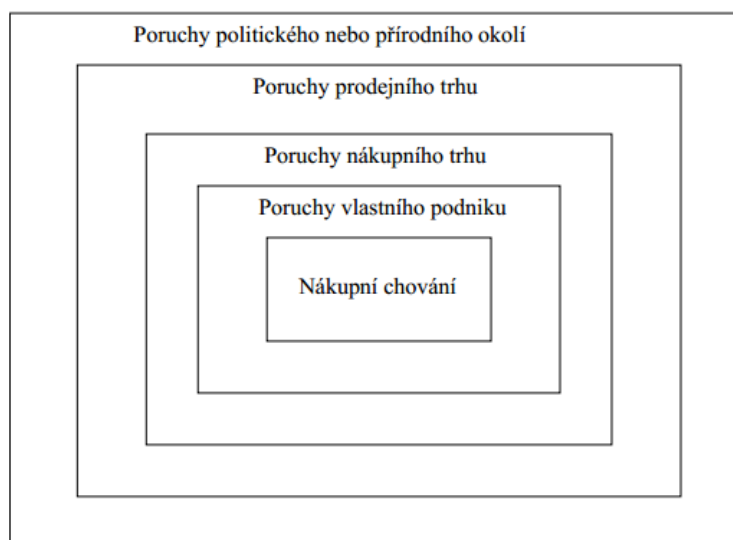 Poruchy politického nebo přírodního okolí
Poruchy prodejního trhu
Poruchy nákupního trhu
Poruchy vlastního podniku
Nákupní chování